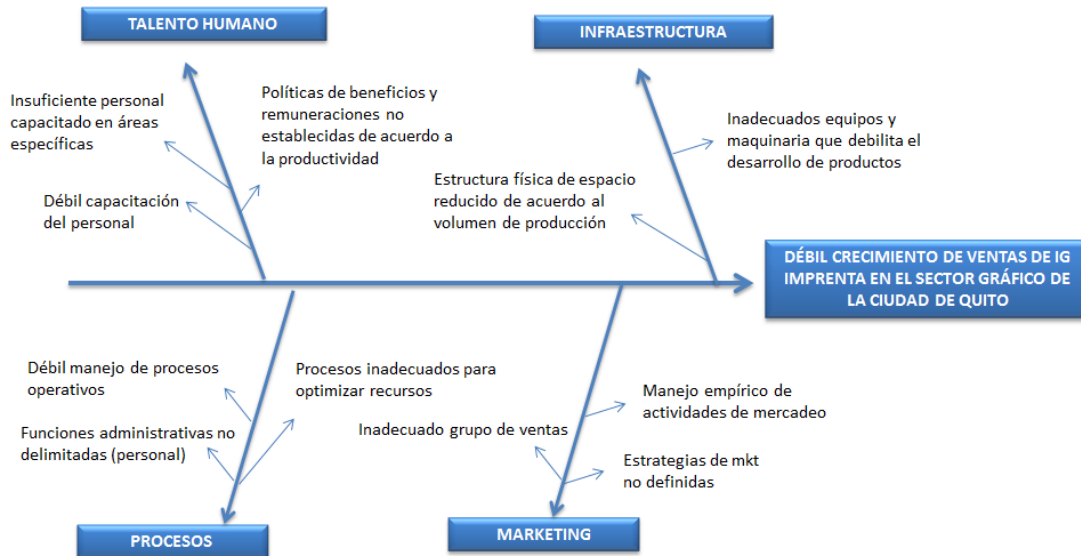 TALENTO HUMANO
INFRAESTRUCTURA
Insuficiente personal
capacitado en áreas
específicas
Políticas de beneficios y
remuneraciones no
establecidas de acuerdo a
la productividad
Débil capacitación
del personal
Inadecuados equipos y
maquinaria que debilita el
desarrollo de productos
Estructura física de espacio
reducido de acuerdo al
volumen de producción
DÉBIL CRECIMIENTO DE VENTAS DE IG
IMPRENTA EN EL SECTOR GRÁFICO DE
LA CIUDAD DE QUITO
Débil manejo de procesos
operativos
Procesos inadecuados para
optimizar recursos
Funciones administrativas no
delimitadas (personal)
Manejo empírico de
actividades de mercadeo
Inadecuado grupo de ventas
Estrategias de mkt
no definidas
PROCESOS
MARKETING